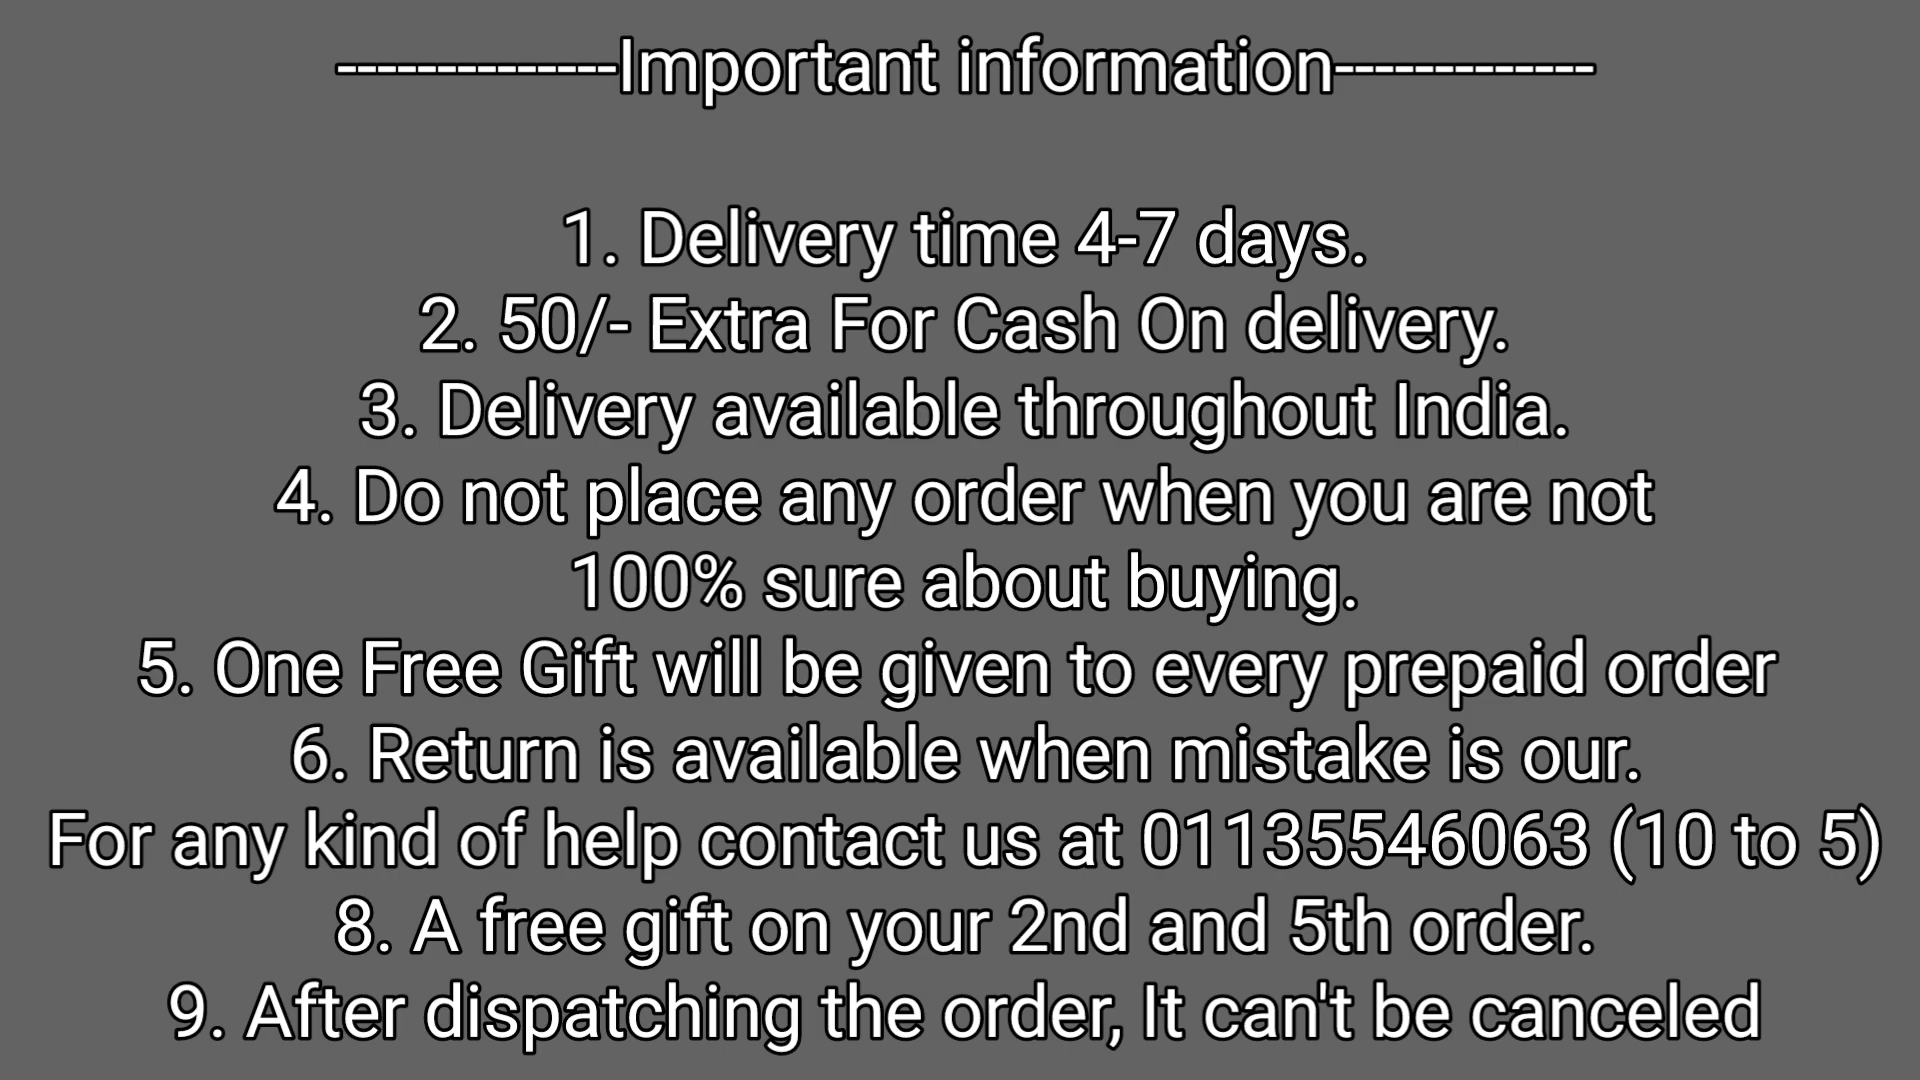 --------------Important information-------------
1. Delivery time 4-7 days.
2. 50/- Extra For Cash On delivery.
3. Delivery available throughout India.
4. Do not place any order when you are not
100% sure about buying.
5. One Free Gift will be given to every prepaid order
6. Return is available when mistake is our.
For any kind of help contact us at 01135546063 (10 to 5)
8. A free gift on your 2nd and 5th order.
9. After dispatching the order, It can't be canceled